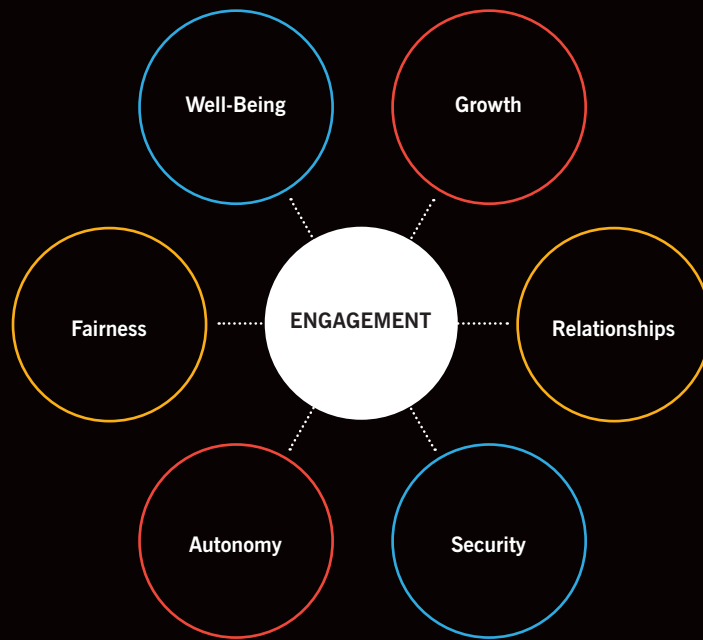 Well-Being
Growth
Fairness
ENGAGEMENT
Relationships
Autonomy
Security